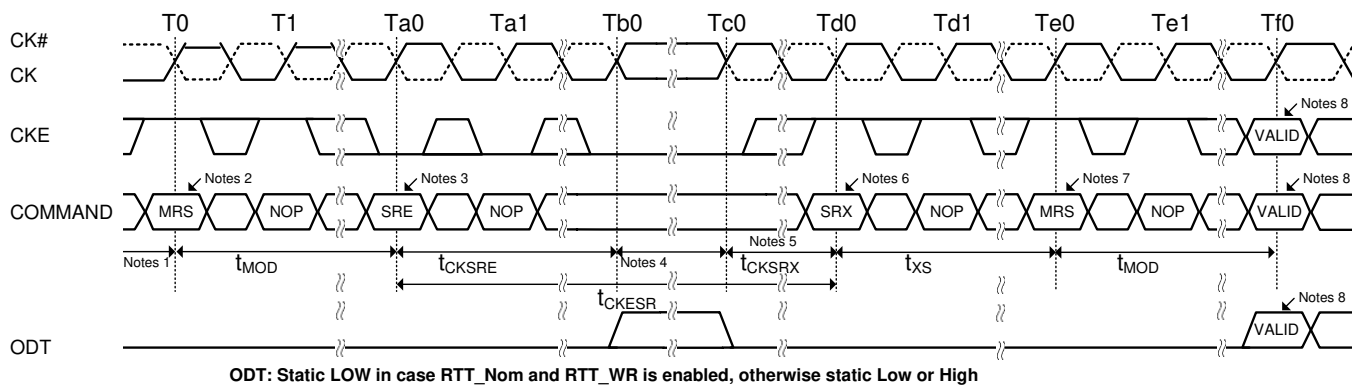 T0 T1 Ta0 Ta1 Tb0 Tc0 Td0 Td1 Te0 Te1 Tf0
CK#
CK
Notes 8
CKE VALID
Notes 2 Notes 3 Notes 6 Notes 7 Notes 8
COMMAND MRS NOP SRE NOP SRX NOP MRS NOP VALID
Notes 1 tMOD tCKSRE Notes 4 Notes 5 tCKSRX tXS tMOD
tCKESR
Notes 8
ODT VALID
ODT: Static LOW in case RTT_Nom and RTT_WR is enabled, otherwise static Low or High